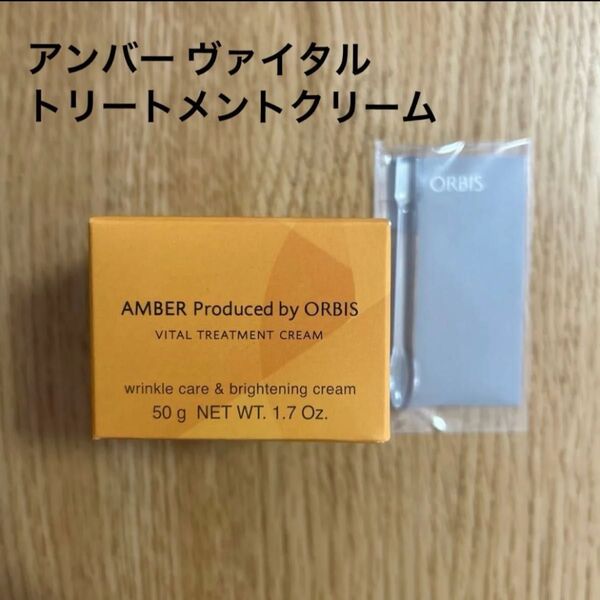 アンバー ヴァイタル
トリートメントクリーム
ORBIS
AMBER Produced by ORBIS
VITAL TREATMENT CREAM
wrinkle care & brightening cream
50 g NET WT. 1.7 Oz.